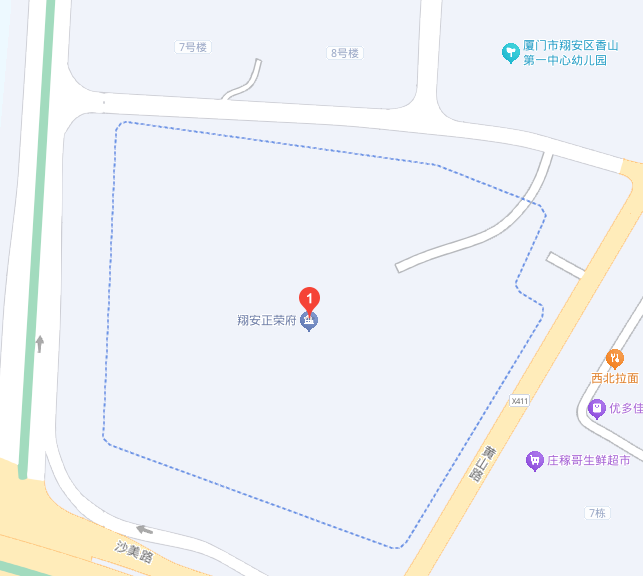 7号楼
8号楼
厦门市翔安区香山
第一中心幼儿园
1
翔安正荣府
西北拉面
X411
优多佳
黄山路
庄稼哥生鲜超市
7栋
沙美路